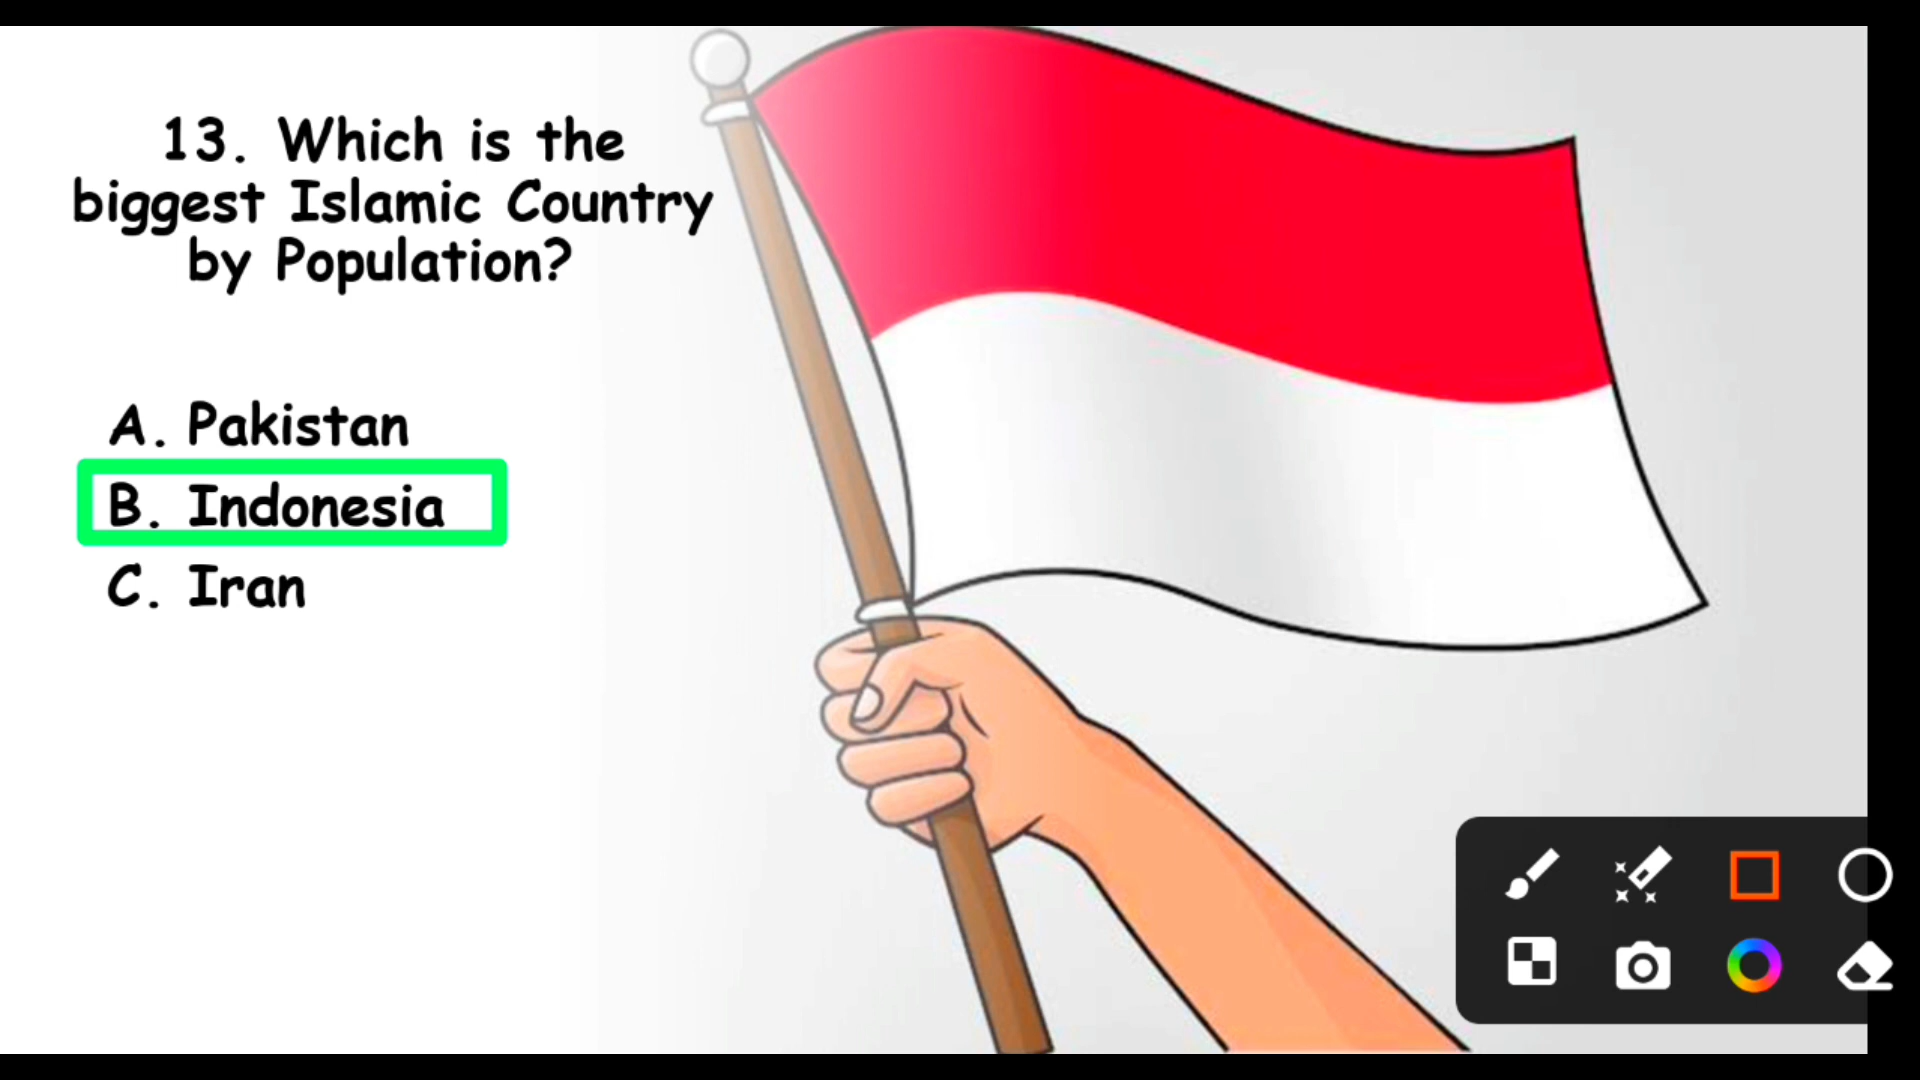 13. Which is the
biggest Islamic Country
by Population?
A. Pakistan
B. Indonesia
C. Iran